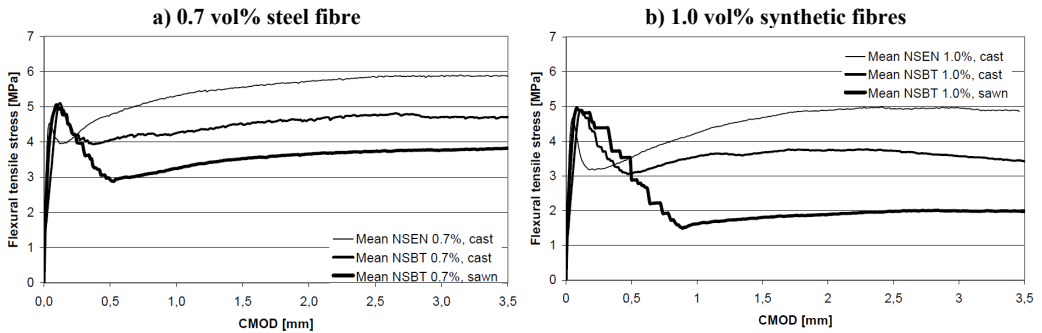 a) 0.7 vol% steel fibre
7
6
5
4
3
2
1
0
Flexural tensile stress [MPa]
Mean NSEN 0.7%, cast
Mean NSBT 0.7%, cast
Mean NSBT 0.7%, sawn
0,0 0,5 1,0 1,5 2,0 2,5 3,0 3,5
CMOD [mm]
b) 1.0 vol% synthetic fibres
7
6
5
4
3
2
1
0
Flexural tensile stress [MPa]
Mean NSEN 1.0%, cast
Mean NSBT 1.0%, cast
Mean NSBT 1.0%, sawn
0 0,5 1 1,5 2 2,5 3 3,5
CMOD [mm]